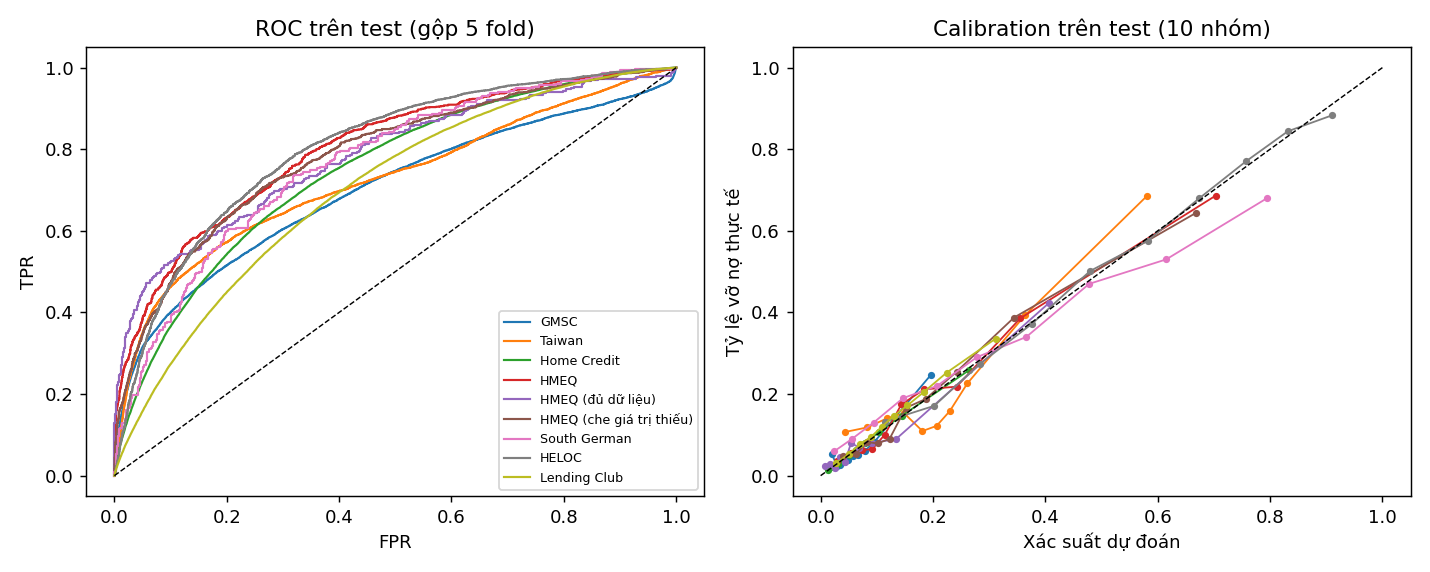 ROC trên test (gộp 5 fold)
1.0
0.8
0.6
0.4
0.2
0.0
TPR
0.0 0.2 0.4 0.6 0.8 1.0
FPR
GMSC
Taiwan
Home Credit
HMEQ
HMEQ (đủ dữ liệu)
HMEQ (che giá trị thiếu)
South German
HELOC
Lending Club
Calibration trên test (10 nhóm)
1.0
0.8
0.6
0.4
0.2
0.0
Tỷ lệ vỡ nợ thực tế
0.0 0.2 0.4 0.6 0.8 1.0
Xác suất dự đoán